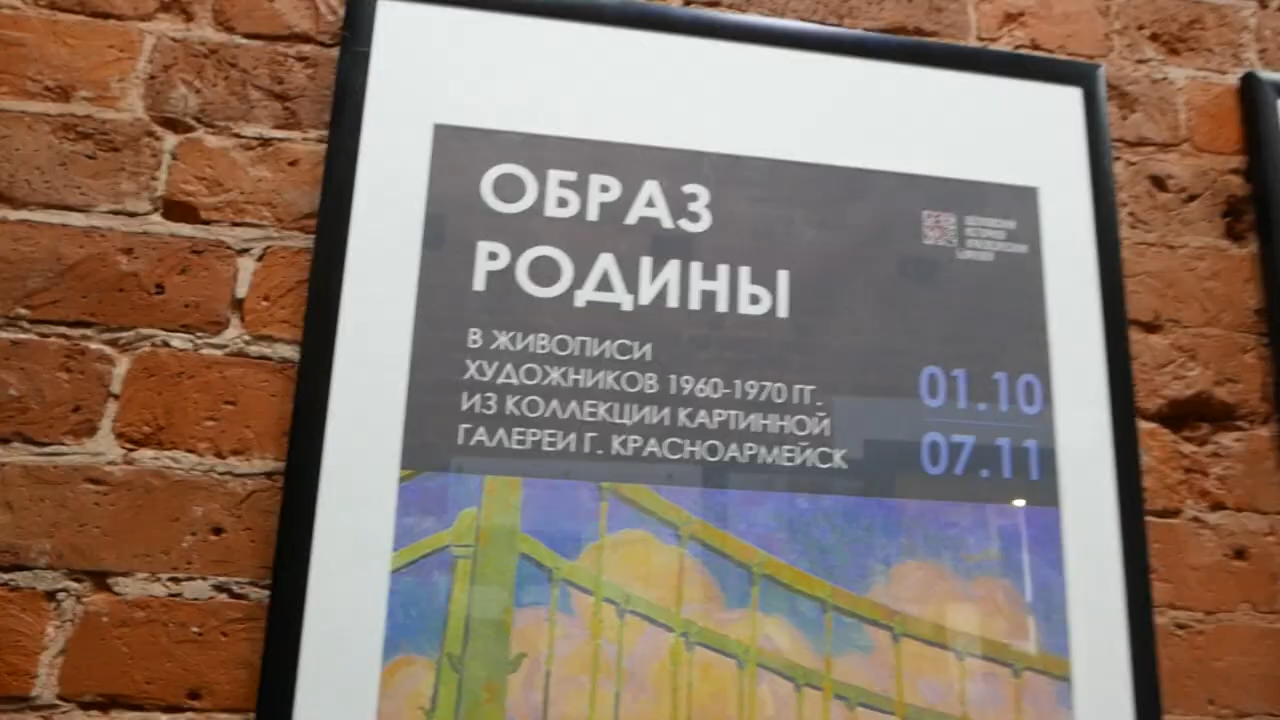 ОБРАЗ
РОДИНЫ
В ЖИВОПИСИ
ХУДОЖНИКОВ 1960-1970 ГГ.
ИЗ КОЛЛЕКЦИИ КАРТИННОЙ
ГАЛЕРЕИ Г. КРАСНОАРМЕЙСК
01.10
07.11